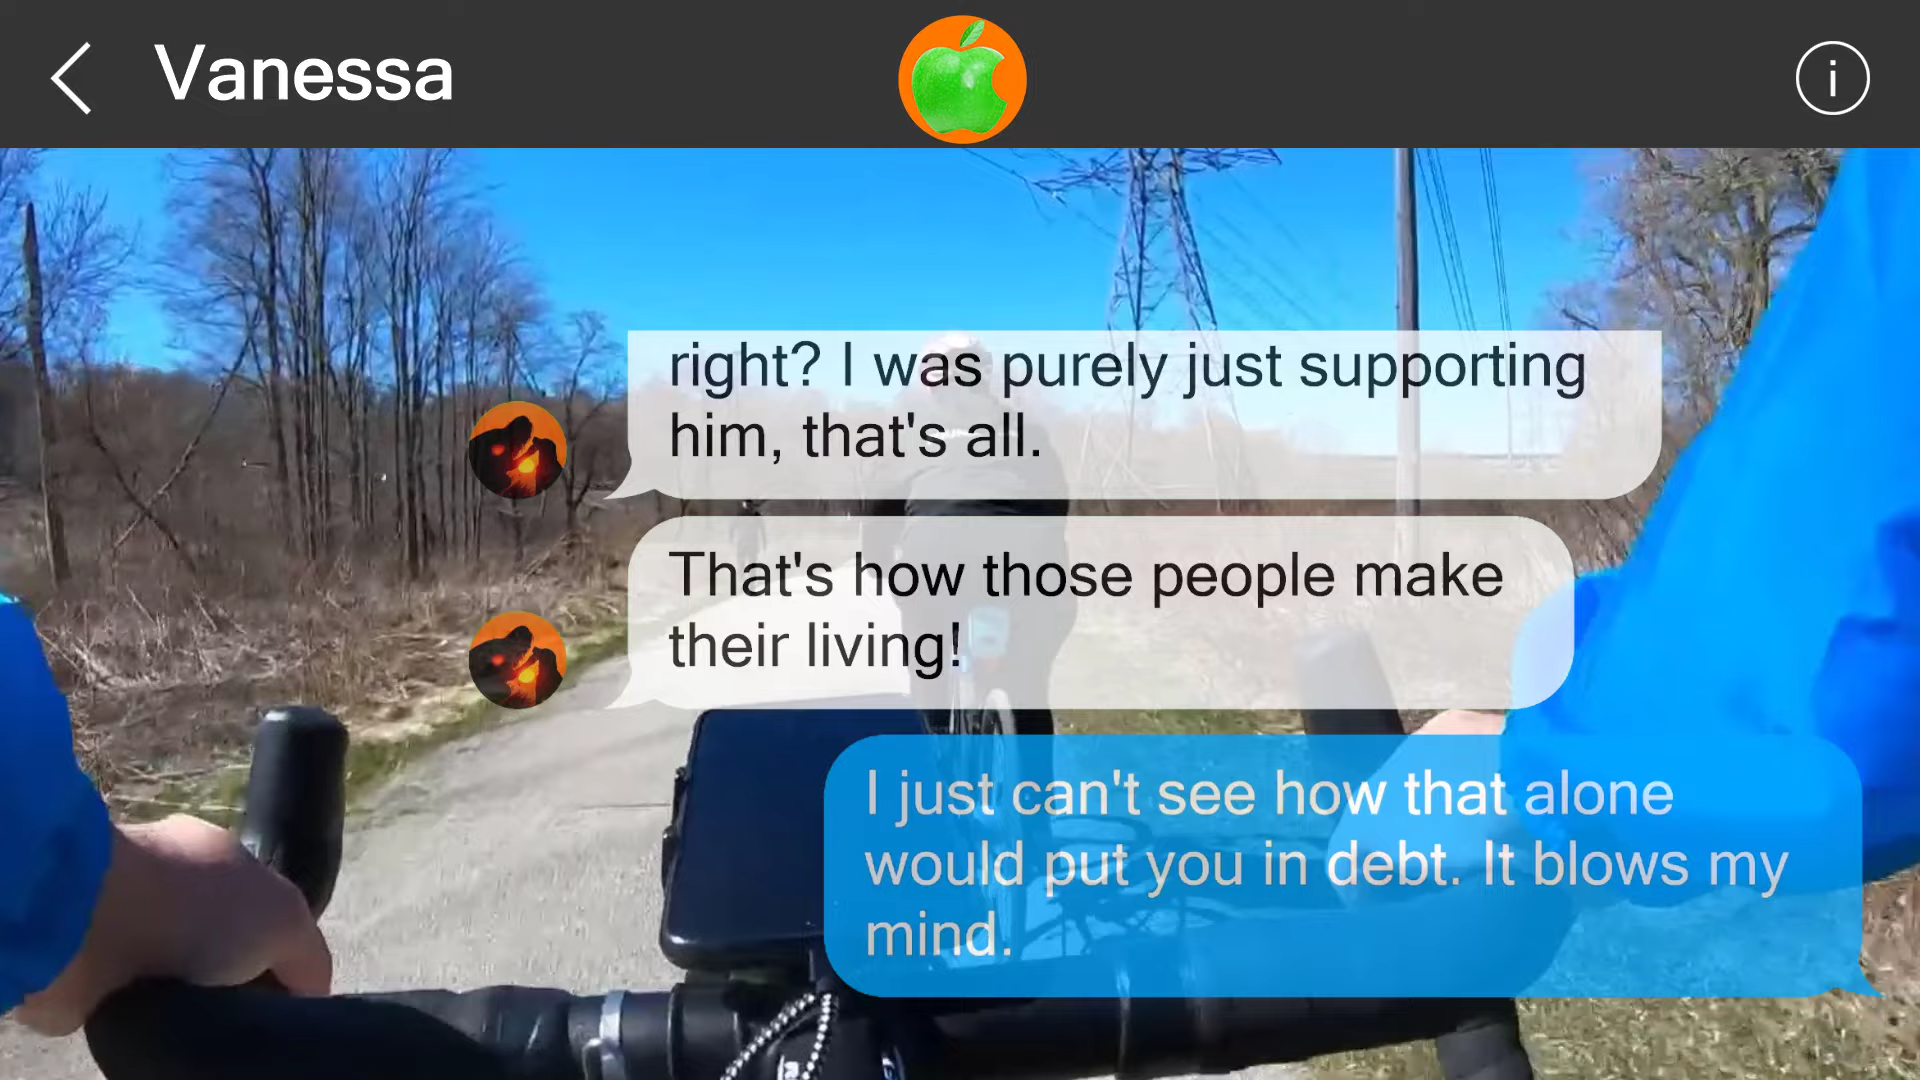 Vanessa
i
right? I was purely just supporting
him, that's all.
That's how those people make
their living!
I just can't see how that alone
would put you in debt. It blows my
mind.